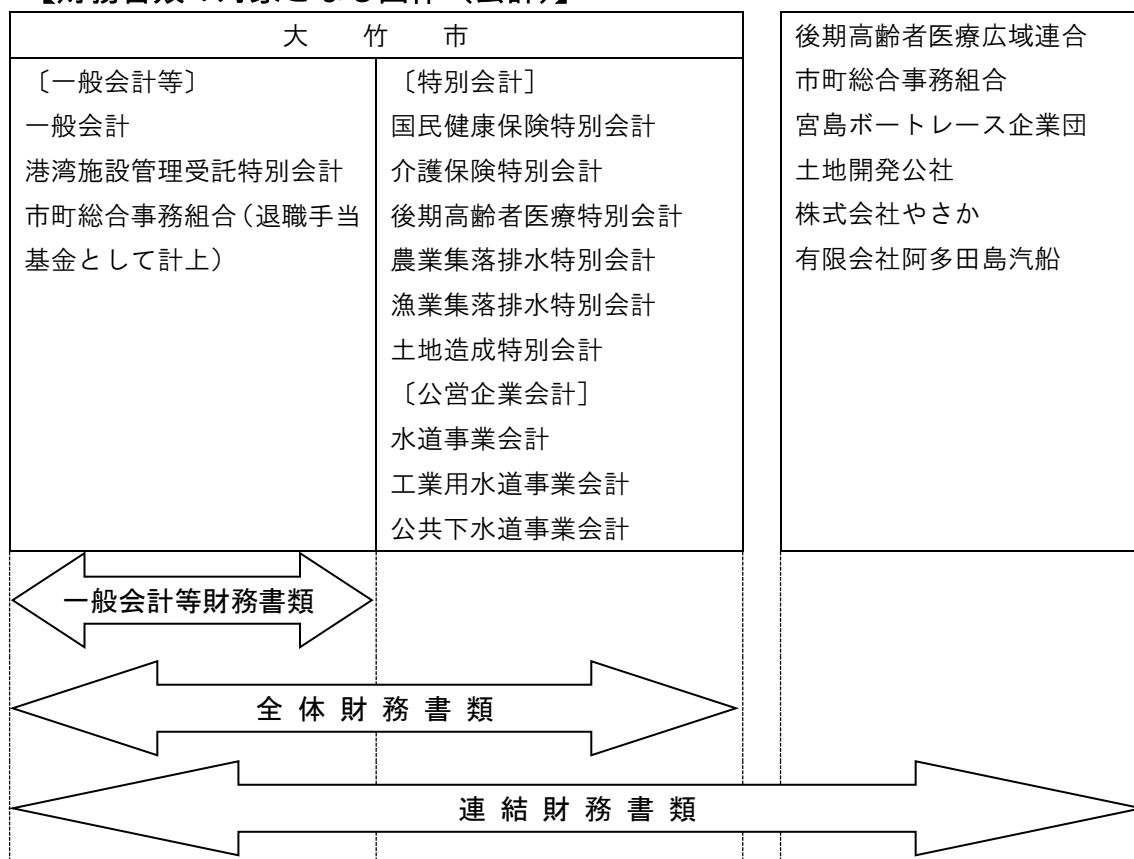 大　竹　市
〔一般会計等〕
一般会計
港湾施設管理受託特別会計
市町総合事務組合（退職手当
基金として計上）
〔特別会計］
国民健康保険特別会計
介護保険特別会計
後期高齢者医療特別会計
農業集落排水特別会計
漁業集落排水特別会計
土地造成特別会計
〔公営企業会計］
水道事業会計
工業用水道事業会計
公共下水道事業会計
後期高齢者医療広域連合
市町総合事務組合
宮島ボートレース企業団
土地開発公社
株式会社やさか
有限会社阿多田島汽船
一般会計等財務書類
全 体 財 務 書 類
連 結 財 務 書 類